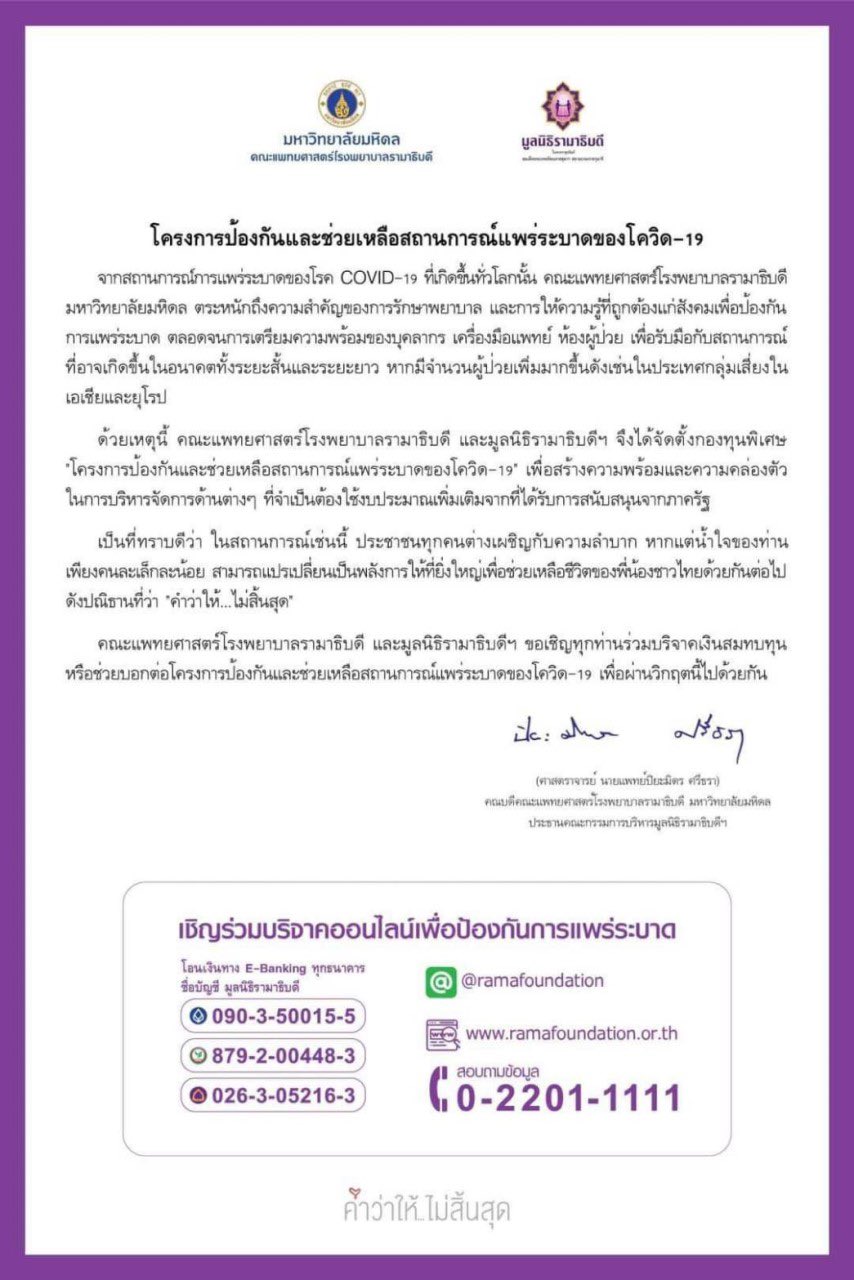 มหาวิทยาลัยมหิดล
คณะแพทยศาสตร์โรงพยาบาลรามาธิบดี
มูลนิธิรามาธิบดี
โครงการป้องกันและช่วยเหลือสถานการณ์แพร่ระบาดของโควิด-19
จากสถานการณ์การแพร่ระบาดของโรค COVID-19 ที่เกิดขึ้นทั่วโลกนั้น คณะแพทยศาสตร์โรงพยาบาลรามาธิบดี
มหาวิทยาลัยมหิดล ตระหนักถึงความสำคัญของการรักษาพยาบาล และการให้ความรู้ที่ถูกต้องแก่สังคมเพื่อป้องกัน
การแพร่ระบาด ตลอดจนการเตรียมความพร้อมของบุคลากร เครื่องมือแพทย์ ห้องผู้ป่วย เพื่อรับมือกับสถานการณ์
ที่อาจเกิดขึ้นในอนาคตทั้งระยะสั้นและระยะยาว หากมีจำนวนผู้ป่วยเพิ่มมากขึ้นดังเช่นในประเทศกลุ่มเสี่ยงใน
เอเชียและยุโรป
ด้วยเหตุนี้ คณะแพทยศาสตร์โรงพยาบาลรามาธิบดี และมูลนิธิรามาธิบดีฯ จึงได้จัดตั้งกองทุนพิเศษ
"โครงการป้องกันและช่วยเหลือสถานการณ์แพร่ระบาดของโควิด-19" เพื่อสร้างความพร้อมและความคล่องตัว
ในการบริหารจัดการด้านต่างๆ ที่จำเป็นต้องใช้งบประมาณเพิ่มเติมจากที่ได้รับการสนับสนุนจากภาครัฐ
เป็นที่ทราบดีว่า ในสถานการณ์เช่นนี้ ประชาชนทุกคนต่างเผชิญกับความลำบาก หากแต่น้ำใจของท่าน
เพียงคนละเล็กละน้อย สามารถแปรเปลี่ยนเป็นพลังการให้ที่ยิ่งใหญ่เพื่อช่วยเหลือชีวิตของพี่น้องชาวไทยด้วยกันต่อไป
ดังปณิธานที่ว่า "คำว่าให้...ไม่สิ้นสุด"
คณะแพทยศาสตร์โรงพยาบาลรามาธิบดี และมูลนิธิรามาธิบดีฯ ขอเชิญทุกท่านร่วมบริจาคเงินสมทบทุน
หรือช่วยบอกต่อโครงการป้องกันและช่วยเหลือสถานการณ์แพร่ระบาดของโควิด-19 เพื่อผ่านวิกฤตนี้ไปด้วยกัน
(ศาสตราจารย์ นายแพทย์ปิยะมิตร ศรีธรา)
คณบดีคณะแพทยศาสตร์โรงพยาบาลรามาธิบดี มหาวิทยาลัยมหิดล
ประธานคณะกรรมการบริหารมูลนิธิรามาธิบดีฯ
เชิญร่วมบริจาคออนไลน์เพื่อป้องกันการแพร่ระบาด
โอนเงินทาง E-Banking ทุกธนาคาร
ชื่อบัญชี มูลนิธิรามาธิบดี
090-3-50015-5
879-2-00448-3
026-3-05216-3
@ramafoundation
www.ramafoundation.or.th
สอบถามข้อมูล
0-2201-1111
คำว่าให้..ไม่สิ้นสุด